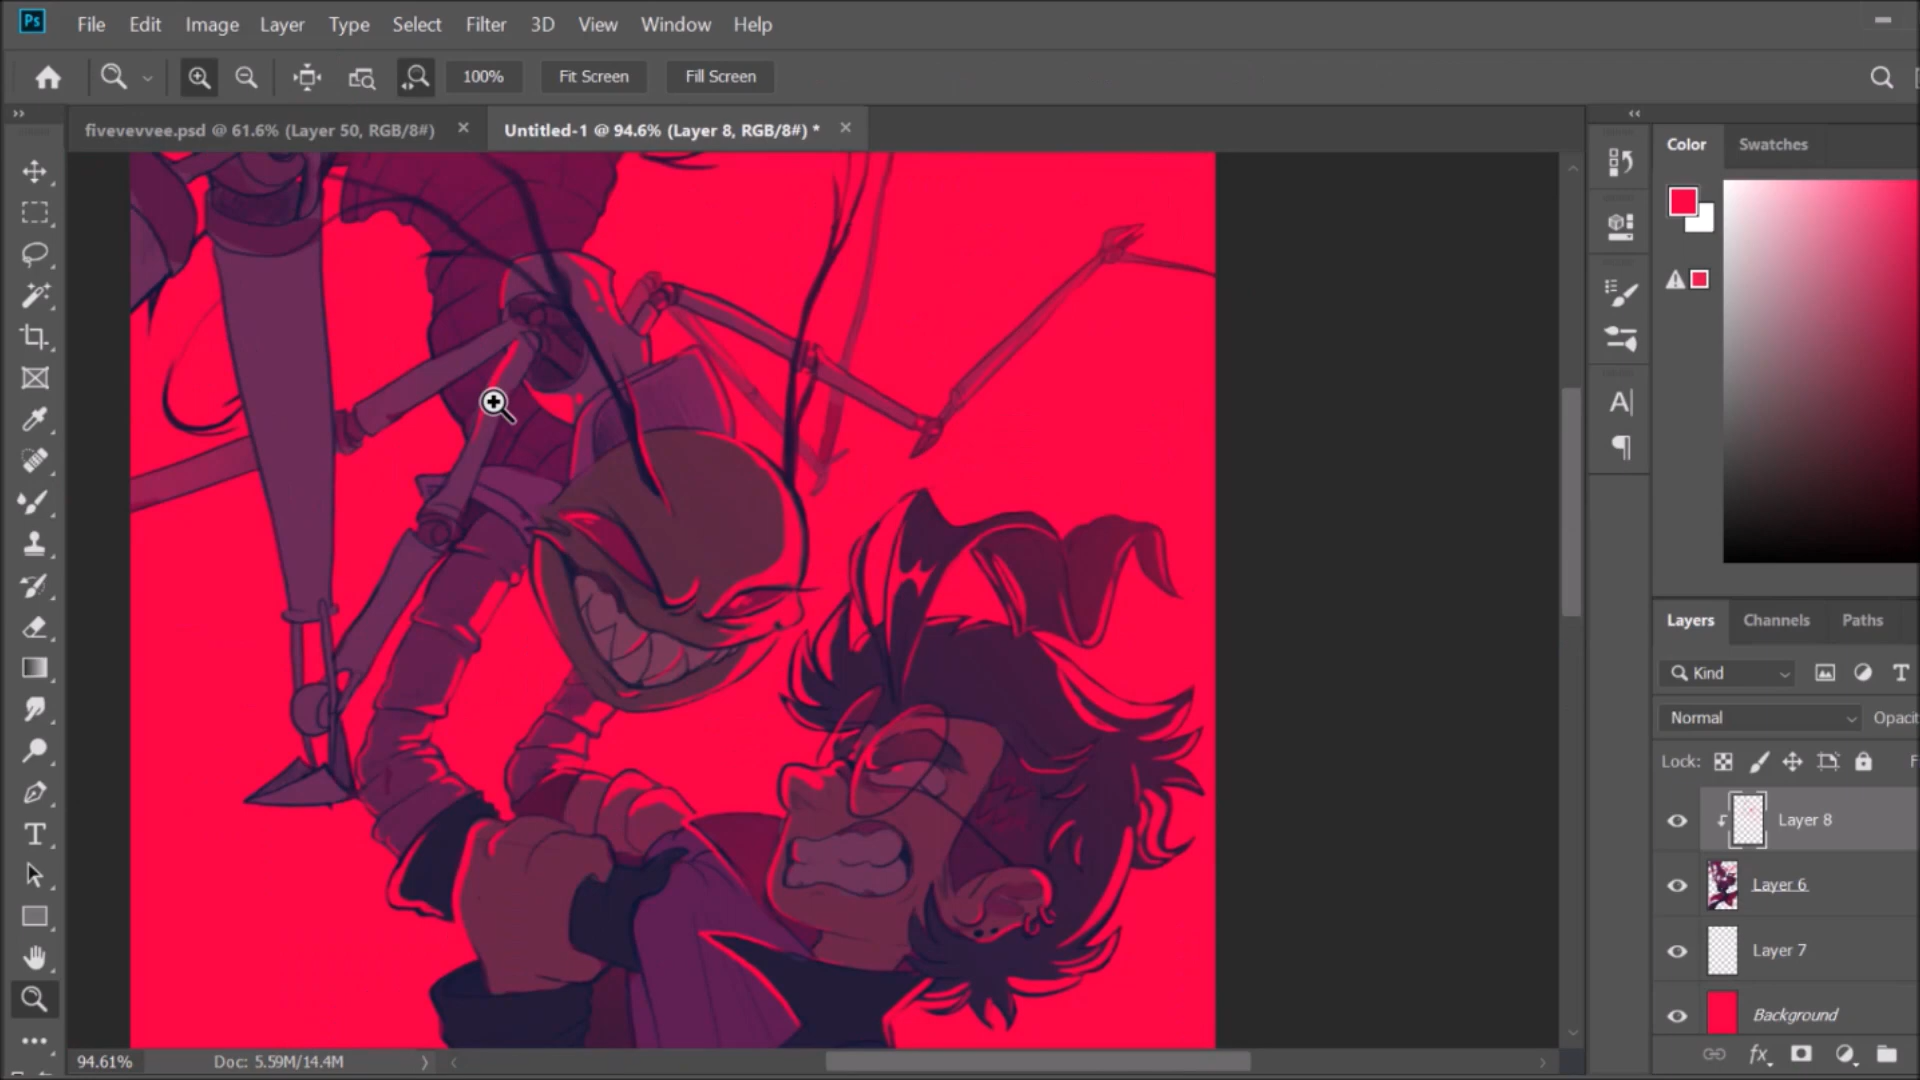 Ps File Edit Image Layer Type Select Filter 3D View Window Help
100% Fit Screen Fill Screen
fivevevvee.psd @ 61.6% (Layer 50, RGB/8#) Untitled-1 @ 94.6% (Layer 8, RGB/8#) *
Color Swatches
Layers Channels Paths
Kind
Normal Opacit
Lock: F
Layer 8
Layer 6
Layer 7
Background
fx
94.61% Doc: 5.59M/14.4M